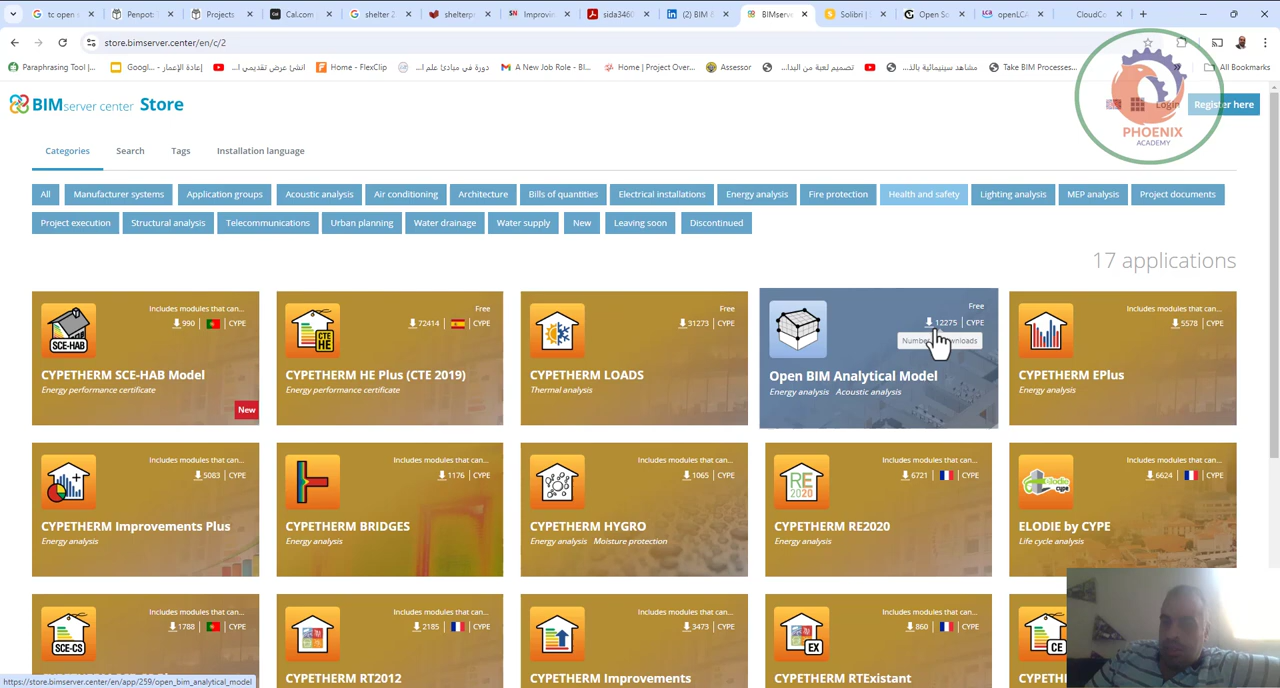 tc open s
Penpot:
Projects
Cal.com
shelter 2
shelterp
Improvin
sida3460
(2) BIM &
BIMserv
Solibri |
Open So
openLCA
CloudCo
store.bimserver.center/en/c/2
Paraphrasing Tool |...
Googl... - إعادة الإعمار
انشئ عرض تقديمي ا...
Home - FlexClip
دورة في مبادئ علم ا...
A New Job Role – Bl...
Home | Project Over...
Assessor
تصميم لعبة من البدا...
مشاهد سينيمائية بالذ...
Take BIM Processes...
All Bookmarks
BIMserver center Store
Login
Register here
PHOENIX
ACADEMY
Categories
Search
Tags
Installation language
All
Manufacturer systems
Application groups
Acoustic analysis
Air conditioning
Architecture
Bills of quantities
Electrical installations
Energy analysis
Fire protection
Health and safety
Lighting analysis
MEP analysis
Project documents
Project execution
Structural analysis
Telecommunications
Urban planning
Water drainage
Water supply
New
Leaving soon
Discontinued
17 applications
Includes modules that can...
990 | CYPE
SCE-HAB
CYPETHERM SCE-HAB Model
Energy performance certificate
New
Free
72414 | CYPE
CTE
HE
CYPETHERM HE Plus (CTE 2019)
Energy performance certificate
Free
31273 | CYPE
CYPETHERM LOADS
Thermal analysis
Free
12275 | CYPE
Open BIM Analytical Model
Energy analysis Acoustic analysis
Includes modules that can...
5578 | CYPE
CYPETHERM EPlus
Energy analysis
Includes modules that can...
5083 | CYPE
CYPETHERM Improvements Plus
Energy analysis
Includes modules that can...
1176 | CYPE
CYPETHERM BRIDGES
Energy analysis
Includes modules that can...
1065 | CYPE
CYPETHERM HYGRO
Energy analysis Moisture protection
Includes modules that can...
6721 | CYPE
RE
2020
CYPETHERM RE2020
Energy analysis
Includes modules that can...
6624 | CYPE
elodie
cype
ELODIE by CYPE
Life cycle analysis
Includes modules that can...
1788 | CYPE
SCE-CS
Includes modules that can...
2185 | CYPE
CYPETHERM RT2012
Includes modules that can...
3473 | CYPE
CYPETHERM Improvements
Includes modules that can...
860 | CYPE
EX
CYPETHERM RTExistant
CE
https://store.bimserver.center/en/app/259/open_bim_analytical_model